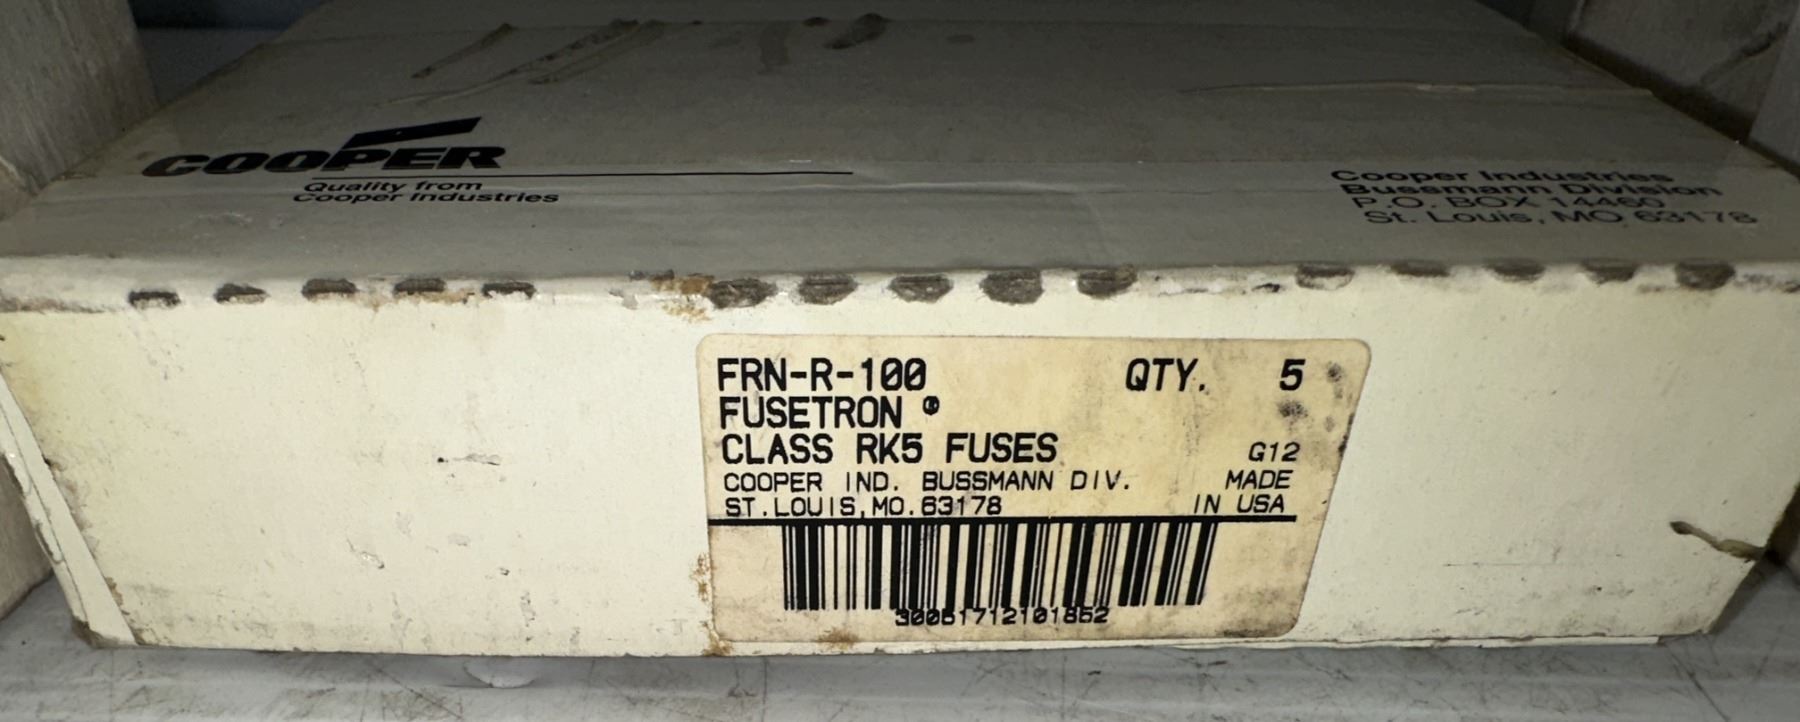 COOPER
Quality from
Cooper Industries
Cooper Industries
Bussmann Division
P.O. BOX 14460
St. Louis, MO 63178
FRN-R-100 QTY. 5
FUSETRON ®
CLASS RK5 FUSES G12
COOPER IND. BUSSMANN DIV. MADE
ST.LOUIS,MO.63178 IN USA
30051712101852